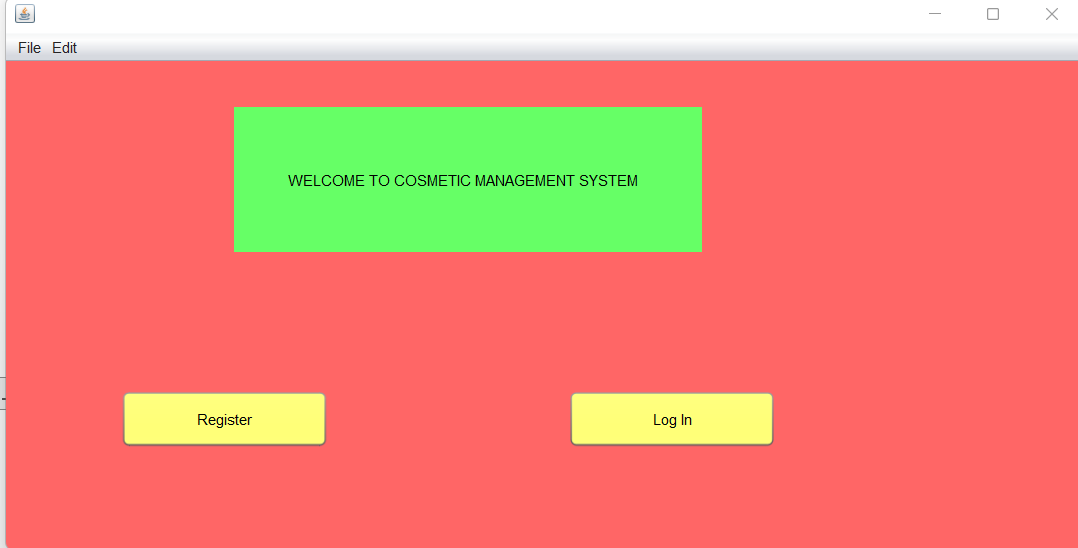 File Edit
WELCOME TO COSMETIC MANAGEMENT SYSTEM
Register Log In